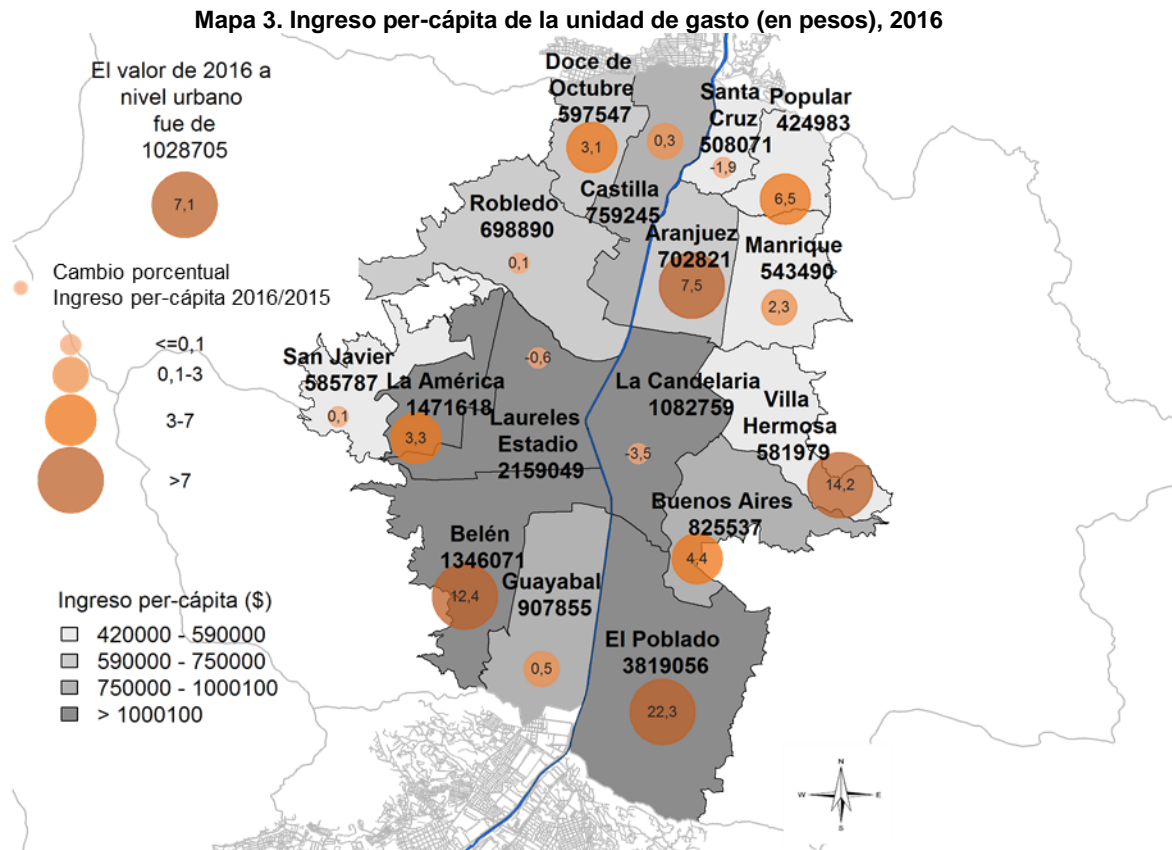 Mapa 3. Ingreso per-cápita de la unidad de gasto (en pesos), 2016
El valor de 2016 a
nivel urbano
fue de
1028705
7,1
Cambio porcentual
Ingreso per-cápita 2016/2015
<=0,1
0,1-3
3-7
>7
Ingreso per-cápita ($)
420000 - 590000
590000 - 750000
750000 - 1000100
> 1000100
Doce de
Octubre
597547
3,1
0,3
Castilla
759245
Santa
Cruz
508071
-1,9
Popular
424983
6,5
Robledo
698890
0,1
Aranjuez
702821
7,5
Manrique
543490
2,3
San Javier
585787
0,1
La América
1471618
3,3
-0,6
Laureles
Estadio
2159049
La Candelaria
1082759
-3,5
Villa
Hermosa
581979
14,2
Buenos Aires
825537
4,4
Belén
1346071
12,4
Guayabal
907855
0,5
El Poblado
3819056
22,3
N
W
E
S